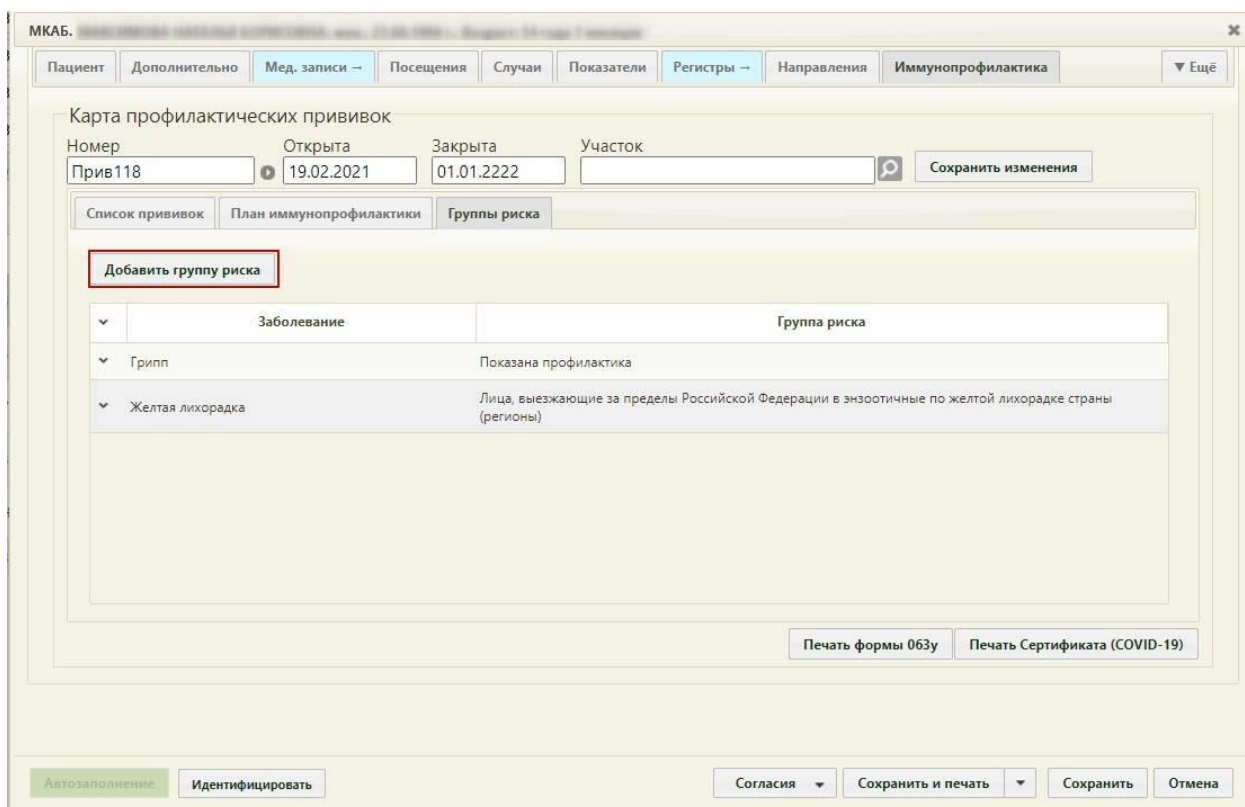 МКАБ.
Пациент Дополнительно Мед. записи → Посещения Случаи Показатели Регистры → Направления Иммунопрофилактика ▼ Ещё
Карта профилактических прививок
Номер Открыта Закрыта Участок
Прив118 19.02.2021 01.01.2222 Сохранить изменения
Список прививок План иммунопрофилактики Группы риска
Добавить группу риска
Заболевание Группа риска
Грипп Показана профилактика
Желтая лихорадка Лица, выезжающие за пределы Российской Федерации в энзоотичные по желтой лихорадке страны
(регионы)
Печать формы 063у Печать Сертификата (COVID-19)
Автозаполнение Идентифицировать Согласия Сохранить и печать Сохранить Отмена